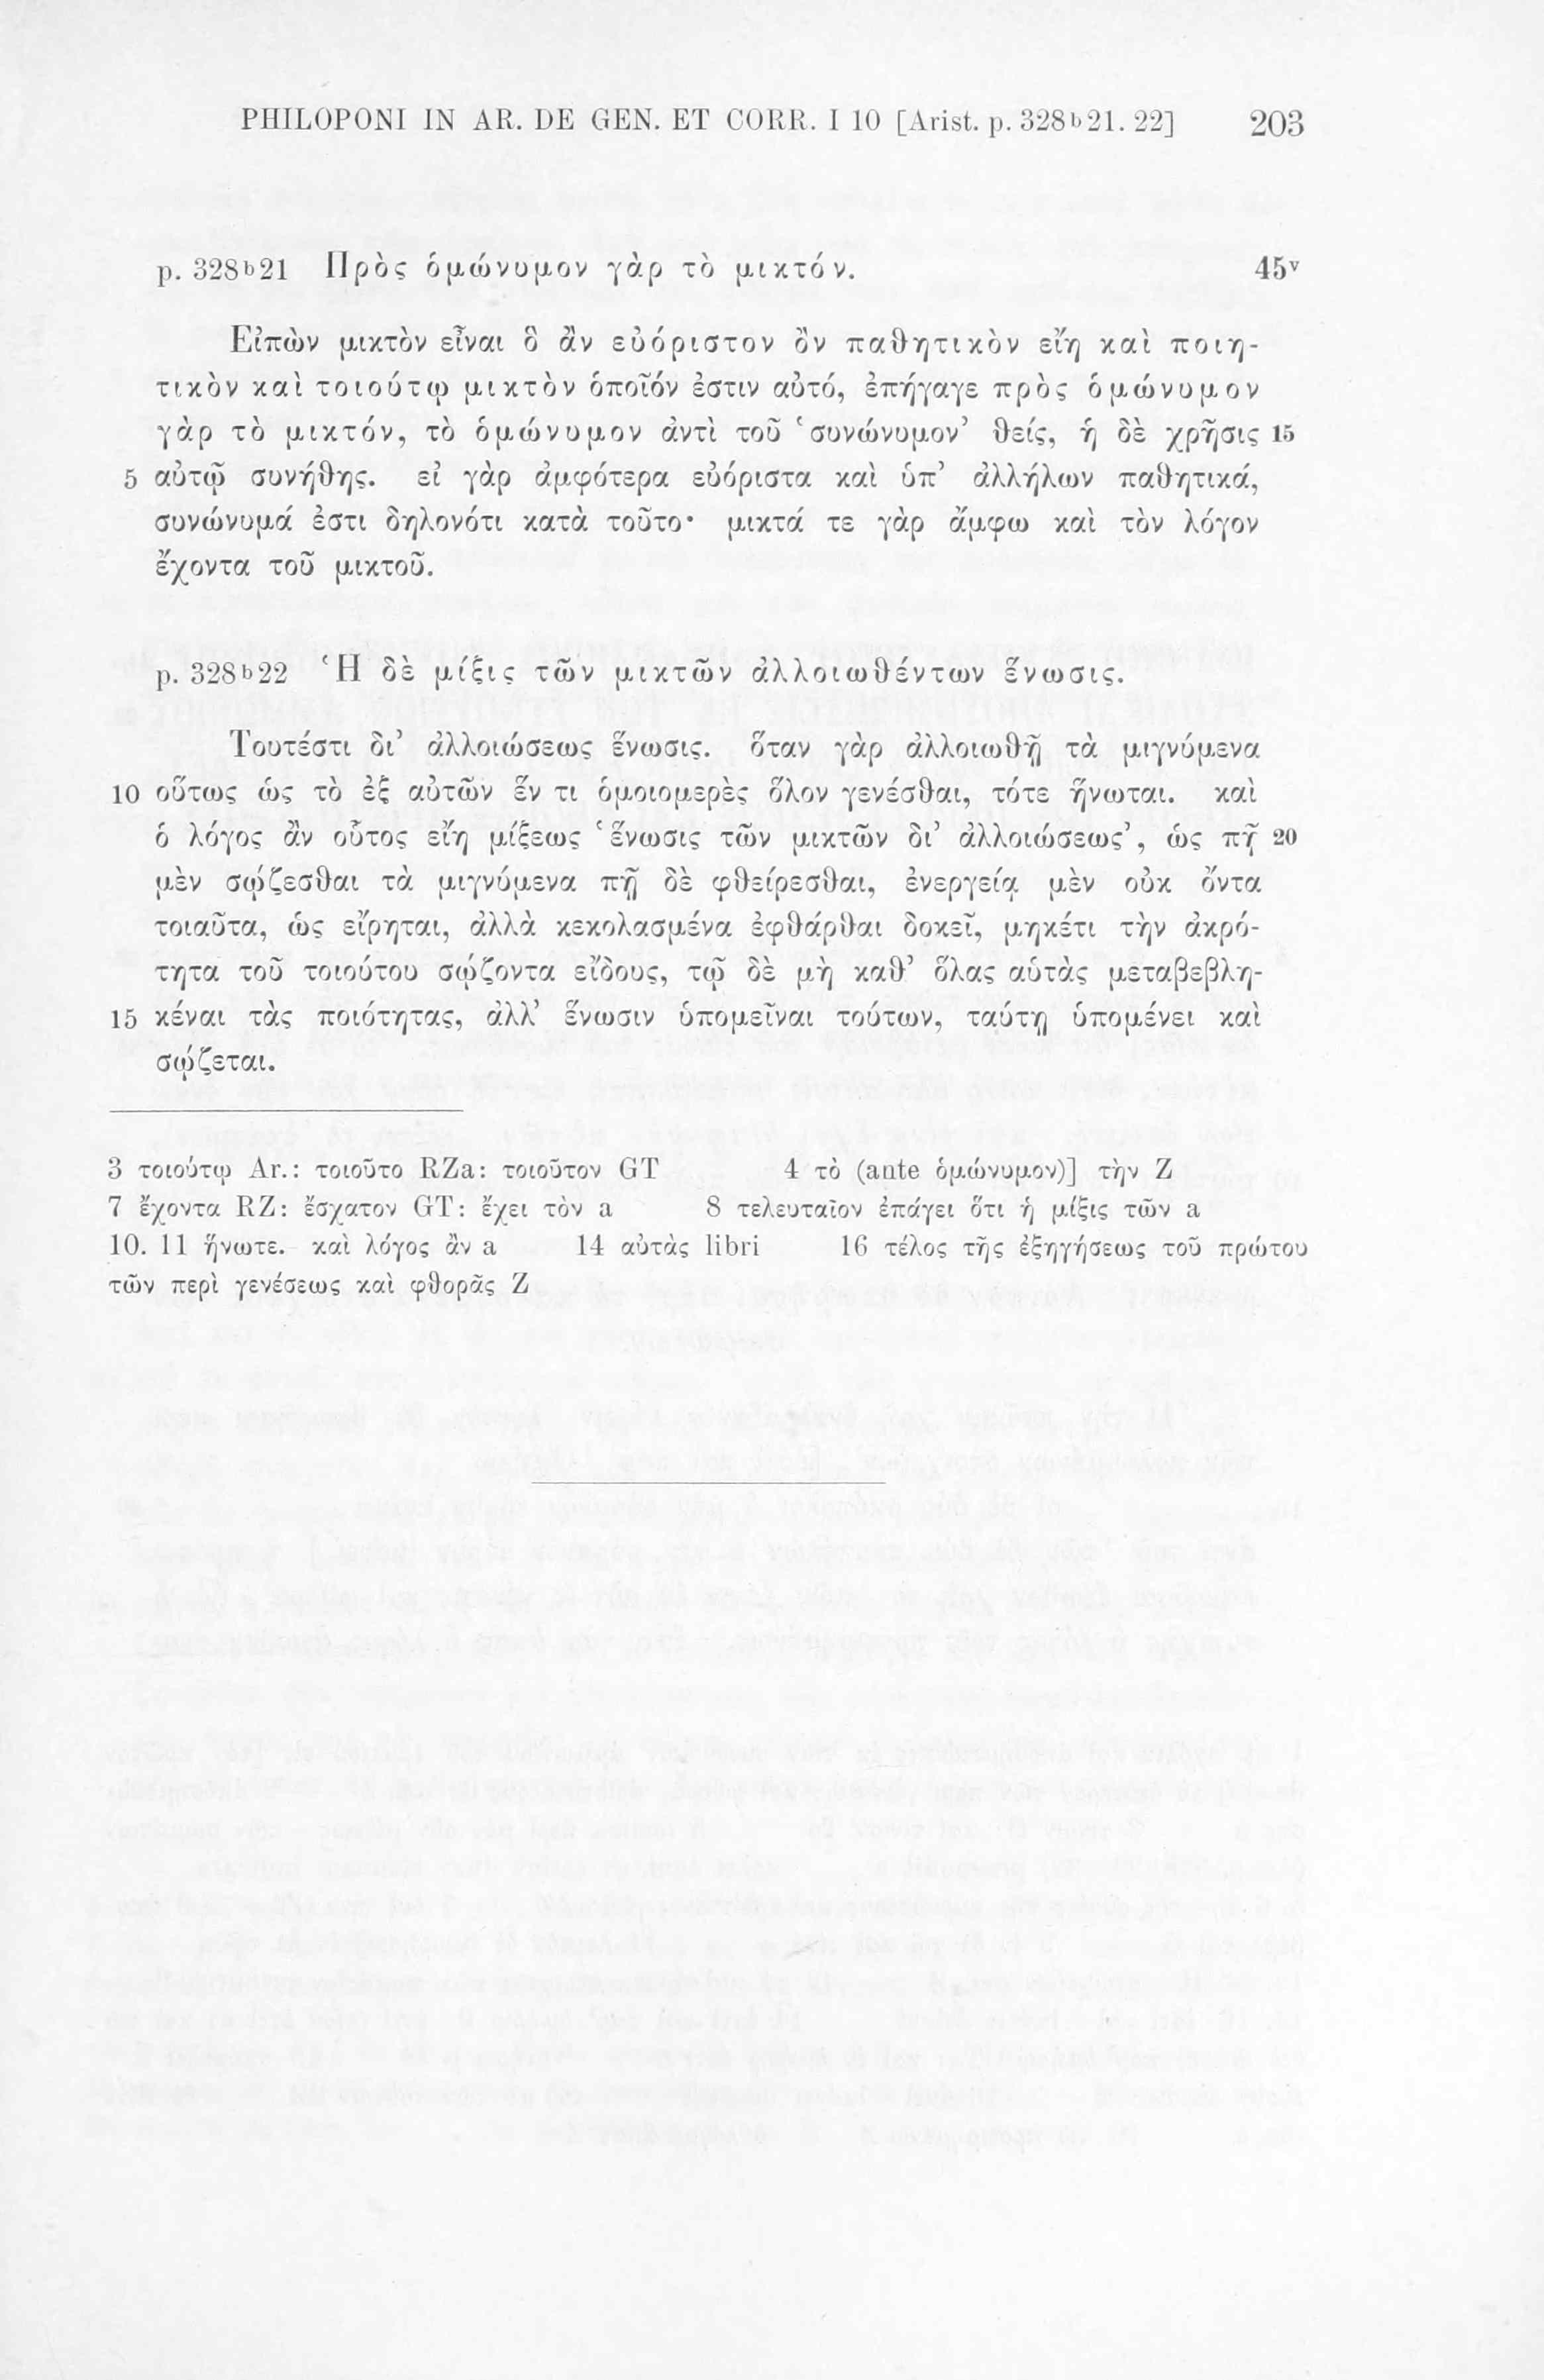 PHILOPONI IN AR. DE GEN. ET CORR. I 10 [Arist. p. 328b21. 22] 203
p. 328b21 Πρὸς ὁμώνυμον γὰρ τὸ μικτόν. 45v
Εἰπὼν μικτὸν εἶναι ὃ ἂν εὐόριστον ὂν παθητικὸν εἴη καὶ ποιη-
τικὸν καὶ τοιούτῳ μικτὸν ὁποῖόν ἐστιν αὐτό, ἐπήγαγε πρὸς ὁμώνυμον
γὰρ τὸ μικτόν, τὸ ὁμώνυμον ἀντὶ τοῦ ‘συνώνυμον’ θείς, ἡ δὲ χρῆσις 15
5 αὐτῷ συνήθης. εἰ γὰρ ἀμφότερα εὐόριστα καὶ ὑπ’ ἀλλήλων παθητικά,
συνώνυμά ἐστι δηλονότι κατὰ τοῦτο· μικτά τε γὰρ ἄμφω καὶ τὸν λόγον
ἔχοντα τοῦ μικτοῦ.
p. 328b22 Ἡ δὲ μίξις τῶν μικτῶν ἀλλοιωθέντων ἕνωσις.
Τουτέστι δι’ ἀλλοιώσεως ἕνωσις. ὅταν γὰρ ἀλλοιωθῇ τὰ μιγνύμενα
10 οὕτως ὡς τὸ ἐξ αὐτῶν ἕν τι ὁμοιομερὲς ὅλον γενέσθαι, τότε ἥνωται. καὶ
ὁ λόγος ἂν οὗτος εἴη μίξεως ‘ἕνωσις τῶν μικτῶν δι’ ἀλλοιώσεως’, ὡς πῇ 20
μὲν σῴζεσθαι τὰ μιγνύμενα πῇ δὲ φθείρεσθαι, ἐνεργείᾳ μὲν οὐκ ὄντα
τοιαῦτα, ὡς εἴρηται, ἀλλὰ κεκολασμένα ἐφθάρθαι δοκεῖ, μηκέτι τὴν ἀκρό-
τητα τοῦ τοιούτου σῴζοντα εἴδους, τῷ δὲ μὴ καθ’ ὅλας αὑτὰς μεταβεβλη-
15 κέναι τὰς ποιότητας, ἀλλ’ ἕνωσιν ὑπομεῖναι τούτων, ταύτῃ ὑπομένει καὶ
σῴζεται.
3 τοιούτῳ Ar.: τοιοῦτο RZa: τοιοῦτον GT 4 τὸ (ante ὁμώνυμον)] τὴν Z
7 ἔχοντα RZ: ἔσχατον GT: ἔχει τὸν a 8 τελευταῖον ἐπάγει ὅτι ἡ μίξις τῶν a
10. 11 ἥνωτε. καὶ λόγος ἂν a 14 αὐτὰς libri 16 τέλος τῆς ἐξηγήσεως τοῦ πρώτου
τῶν περὶ γενέσεως καὶ φθορᾶς Z